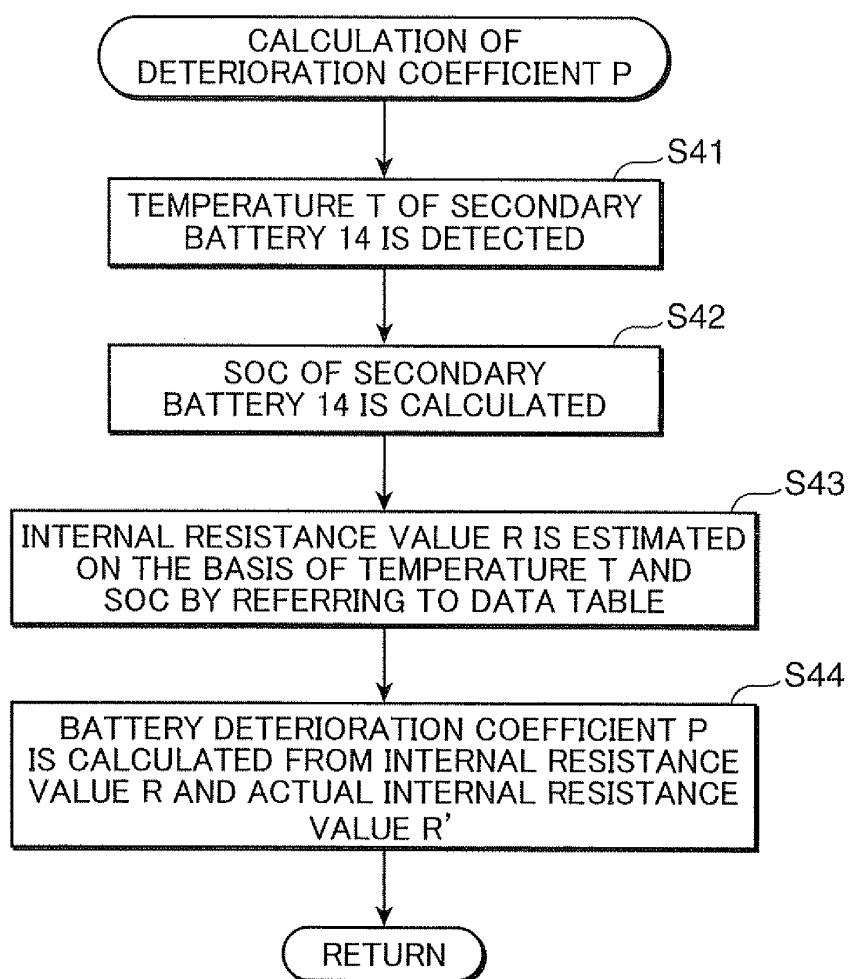 CALCULATION OF
DETERIORATION COEFFICIENT P
S41
TEMPERATURE T OF SECONDARY
BATTERY 14 IS DETECTED
S42
SOC OF SECONDARY
BATTERY 14 IS CALCULATED
S43
INTERNAL RESISTANCE VALUE R IS ESTIMATED
ON THE BASIS OF TEMPERATURE T AND
SOC BY REFERRING TO DATA TABLE
S44
BATTERY DETERIORATION COEFFICIENT P
IS CALCULATED FROM INTERNAL RESISTANCE
VALUE R AND ACTUAL INTERNAL RESISTANCE
VALUE R'
RETURN